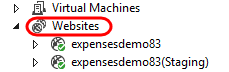 Virtual Machines
Websites
expensesdemo83
expensesdemo83(Staging)